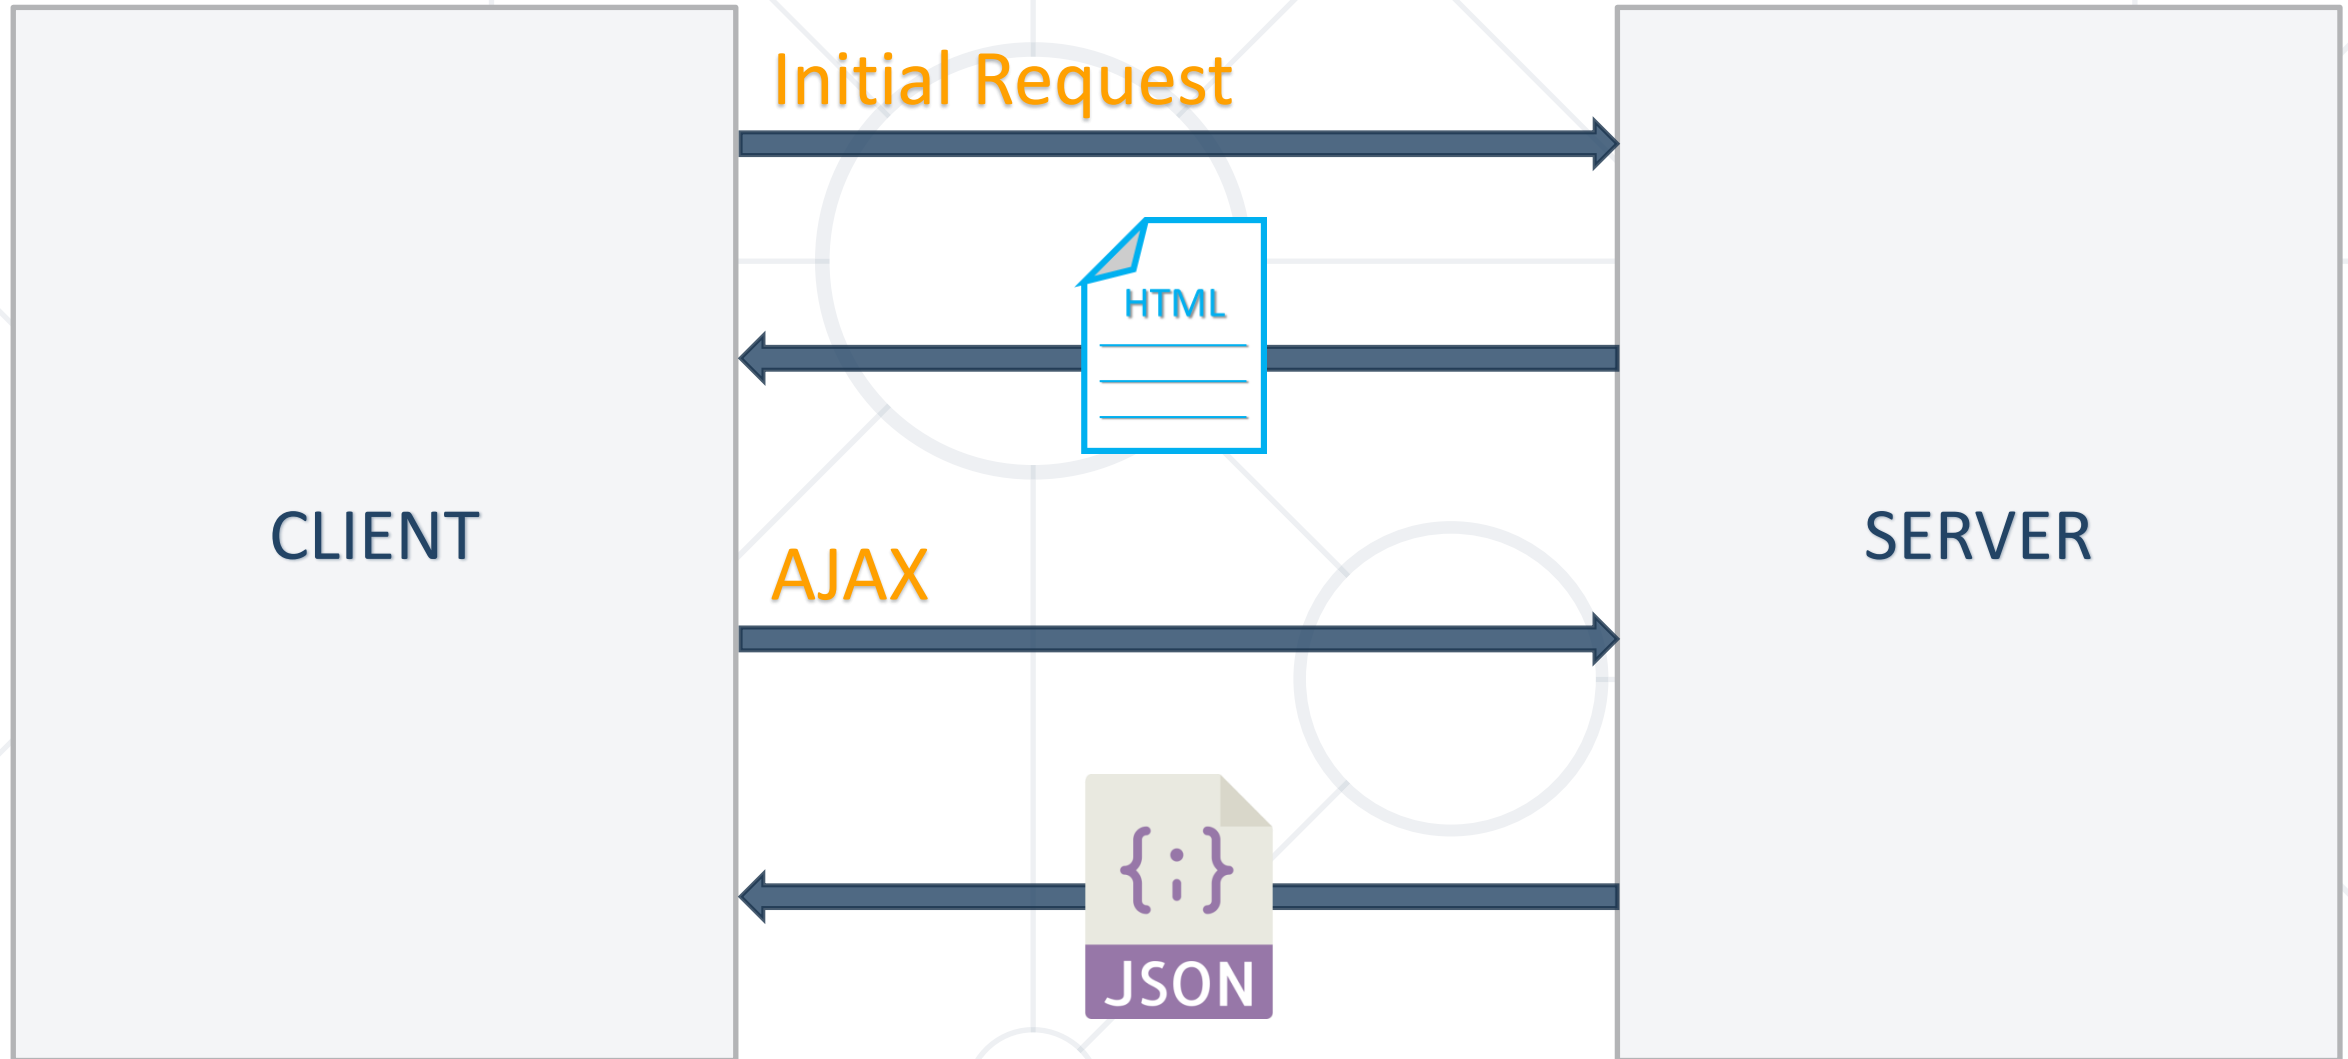 Initial Request
HTML
CLIENT
SERVER
AJAX
{;}
JSON